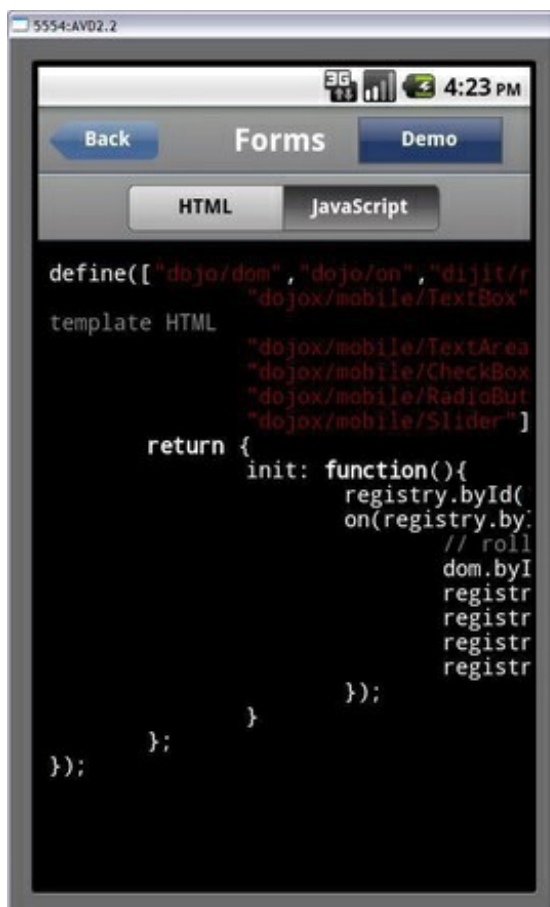 5554:AVD2.2
3G 4:23 PM
Back Forms Demo
HTML JavaScript
define(["dojo/dom","dojo/on","dijit/r
"dojox/mobile/TextBox"
template HTML
"dojox/mobile/TextArea
"dojox/mobile/CheckBox
"dojox/mobile/RadioBut
"dojox/mobile/Slider"]
return {
init: function(){
registry.byId(
on(registry.by
// roll
dom.byI
registr
registr
registr
registr
});
}
};
});